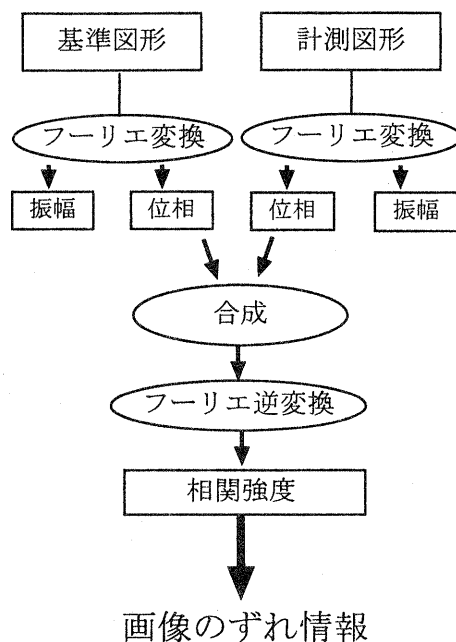 基準図形 計測図形
フーリエ変換 フーリエ変換
振幅 位相 位相 振幅
合成
フーリエ逆変換
相関強度
画像のずれ情報